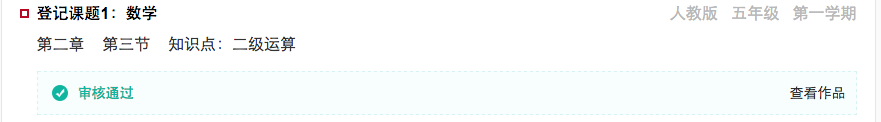 登记课题1：数学 人教版 五年级 第一学期
第二章 第三节 知识点：二级运算
审核通过 查看作品